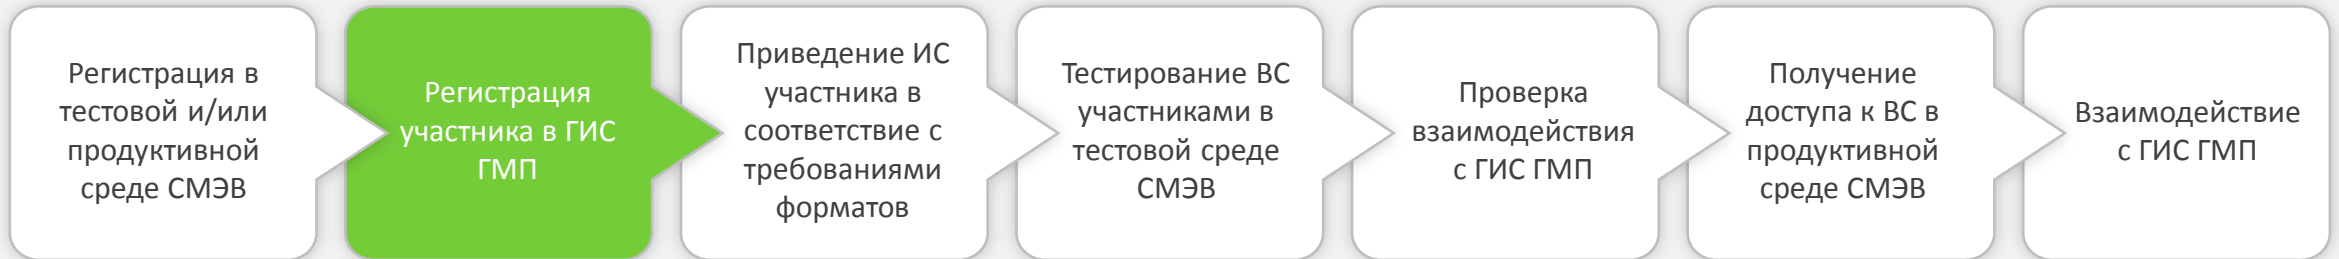 Регистрация в
тестовой и/или
продуктивной
среде СМЭВ
Регистрация
участника в ГИС
ГМП
Приведение ИС
участника в
соответствие с
требованиями
форматов
Тестирование ВС
участниками в
тестовой среде
СМЭВ
Проверка
взаимодействия
с ГИС ГМП
Получение
доступа к ВС в
продуктивной
среде СМЭВ
Взаимодействие
с ГИС ГМП